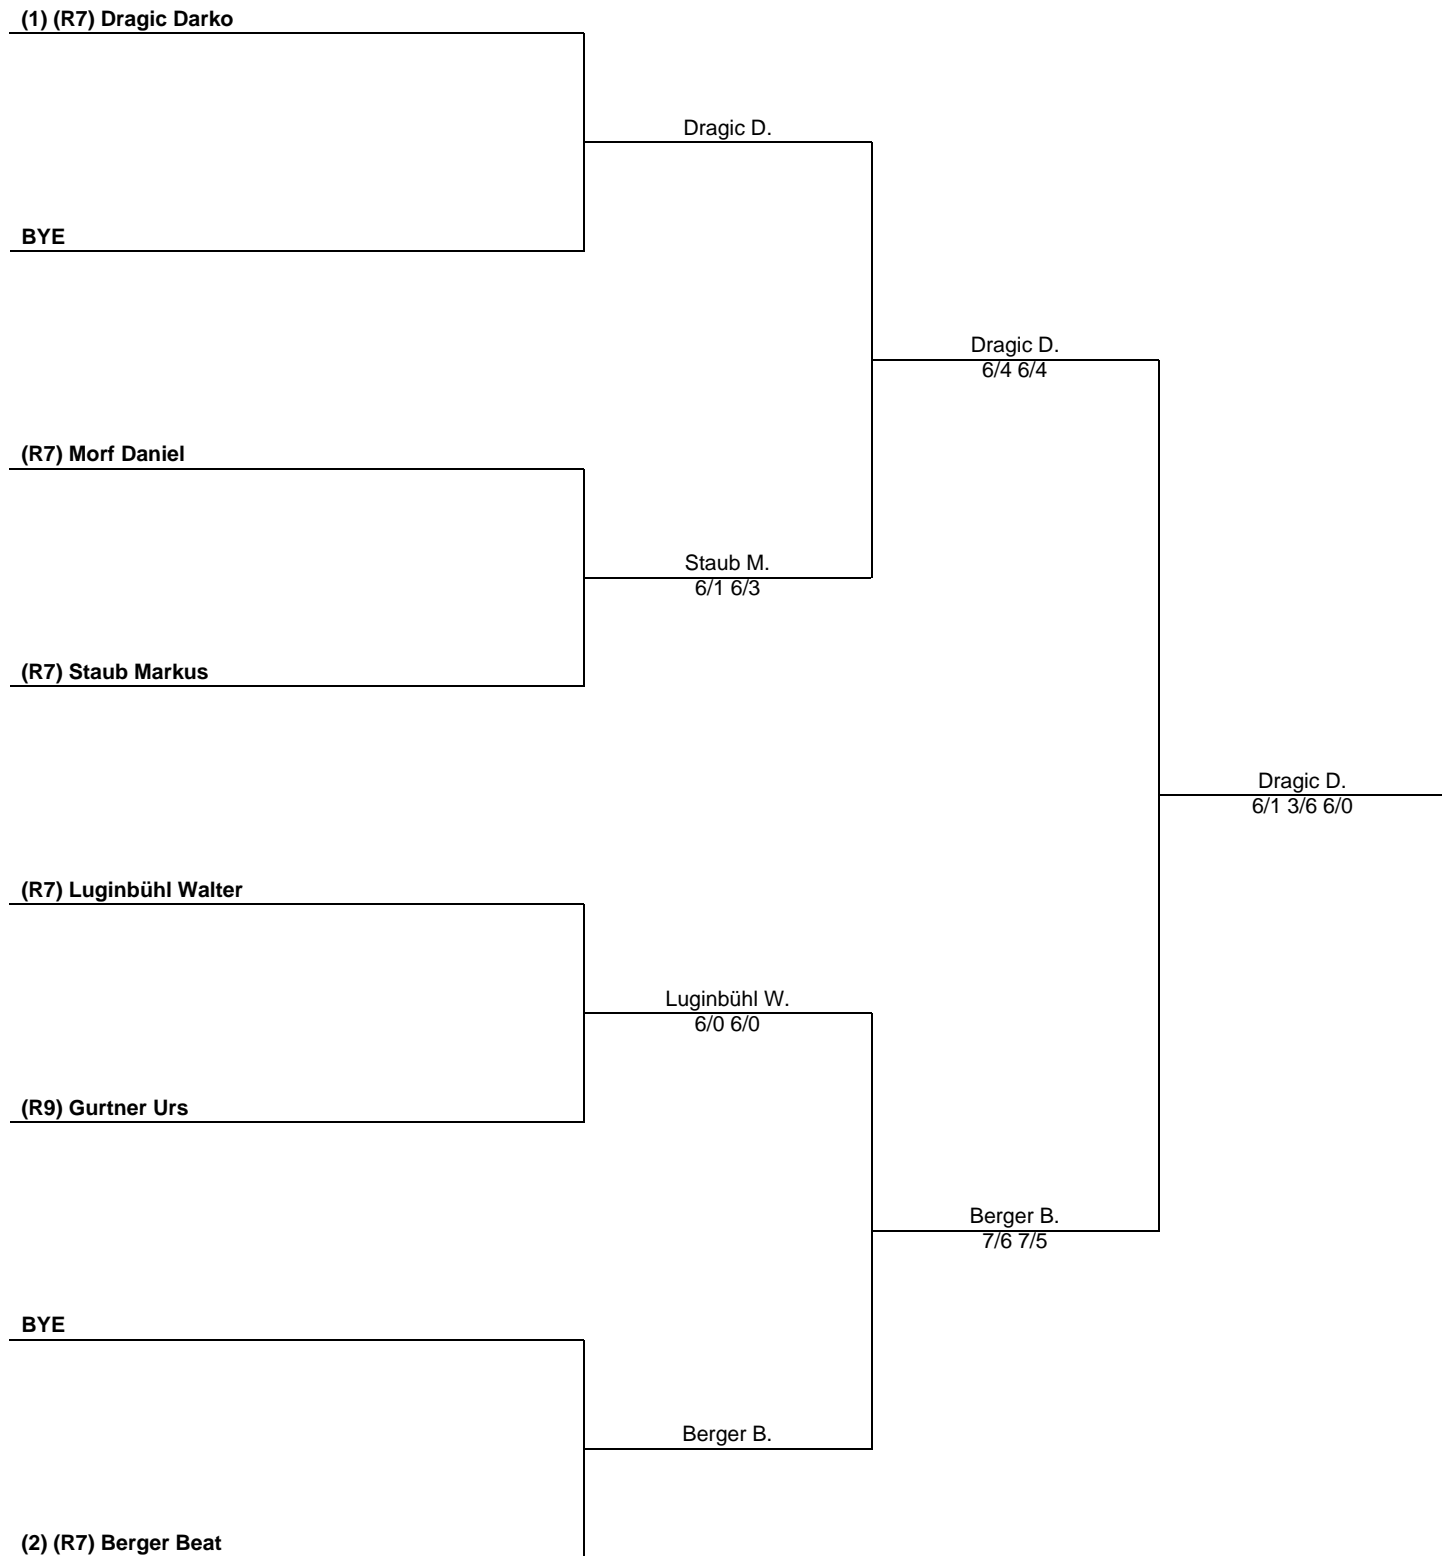 (1) (R7) Dragic Darko
Dragic D.
BYE
Dragic D.
6/4 6/4
(R7) Morf Daniel
Staub M.
6/1 6/3
(R7) Staub Markus
Dragic D.
6/1 3/6 6/0
(R7) Luginbühl Walter
Luginbühl W.
6/0 6/0
(R9) Gurtner Urs
Berger B.
7/6 7/5
BYE
Berger B.
(2) (R7) Berger Beat